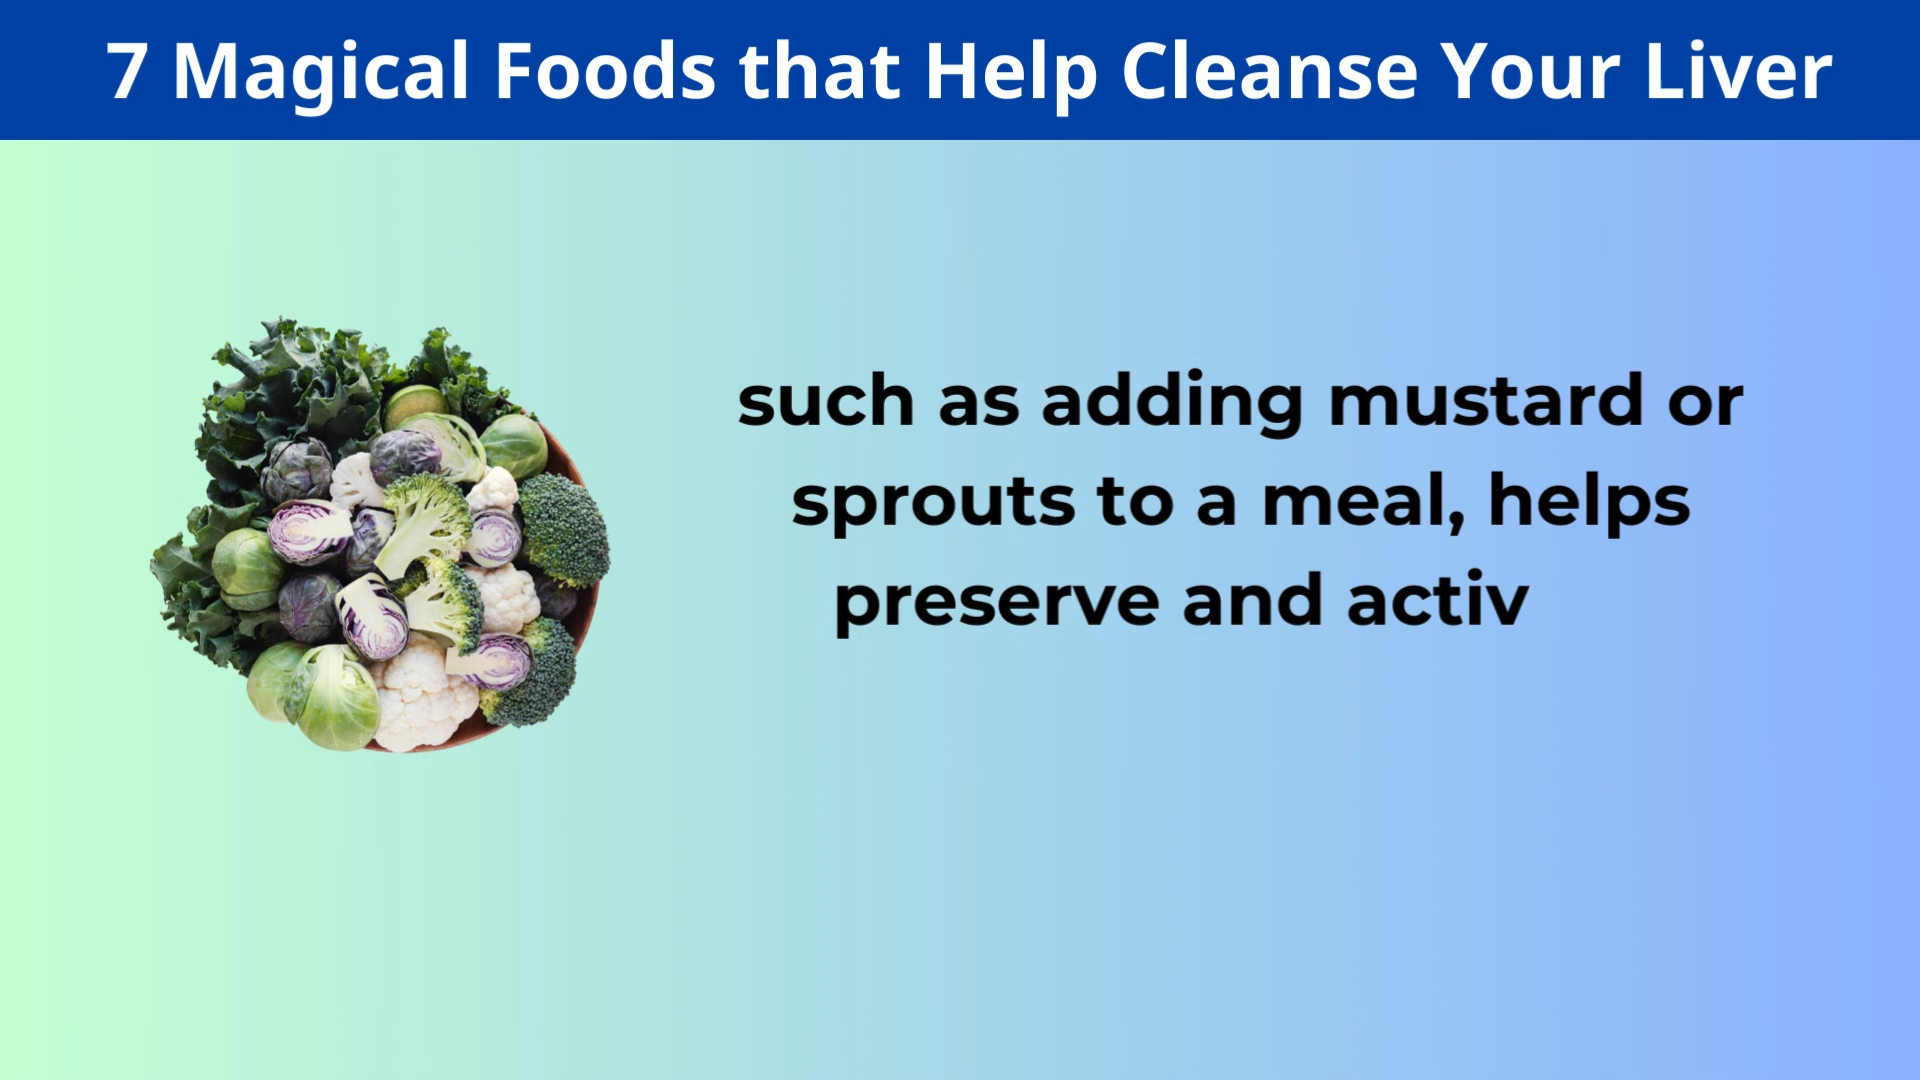 7 Magical Foods that Help Cleanse Your Liver
such as adding mustard or
sprouts to a meal, helps
preserve and activ